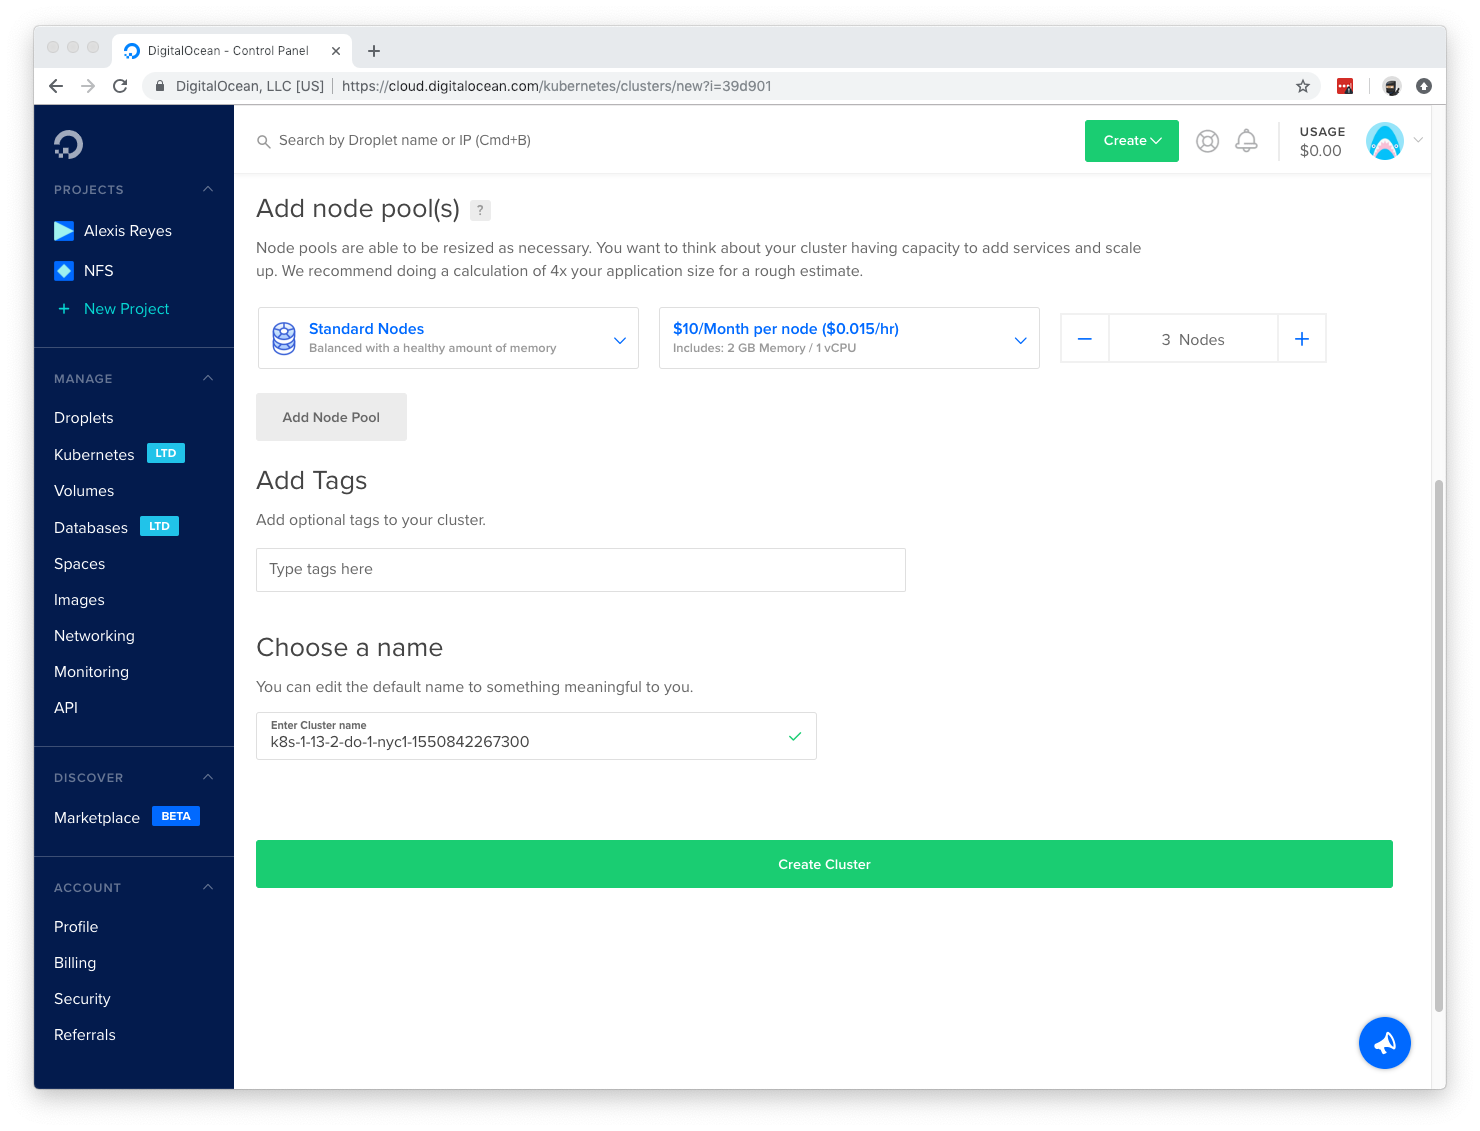 DigitalOcean - Control Panel
DigitalOcean, LLC [US]
https://cloud.digitalocean.com/kubernetes/clusters/new?i=39d901
Search by Droplet name or IP (Cmd+B)
Create
USAGE
$0.00
PROJECTS
Alexis Reyes
NFS
+ New Project
MANAGE
Droplets
Kubernetes LTD
Volumes
Databases LTD
Spaces
Images
Networking
Monitoring
API
DISCOVER
Marketplace BETA
ACCOUNT
Profile
Billing
Security
Referrals
Add node pool(s) ?
Node pools are able to be resized as necessary. You want to think about your cluster having capacity to add services and scale
up. We recommend doing a calculation of 4x your application size for a rough estimate.
Standard Nodes
Balanced with a healthy amount of memory
$10/Month per node ($0.015/hr)
Includes: 2 GB Memory / 1 vCPU
3 Nodes
Add Node Pool
Add Tags
Add optional tags to your cluster.
Type tags here
Choose a name
You can edit the default name to something meaningful to you.
Enter Cluster name
k8s-1-13-2-do-1-nyc1-1550842267300
Create Cluster